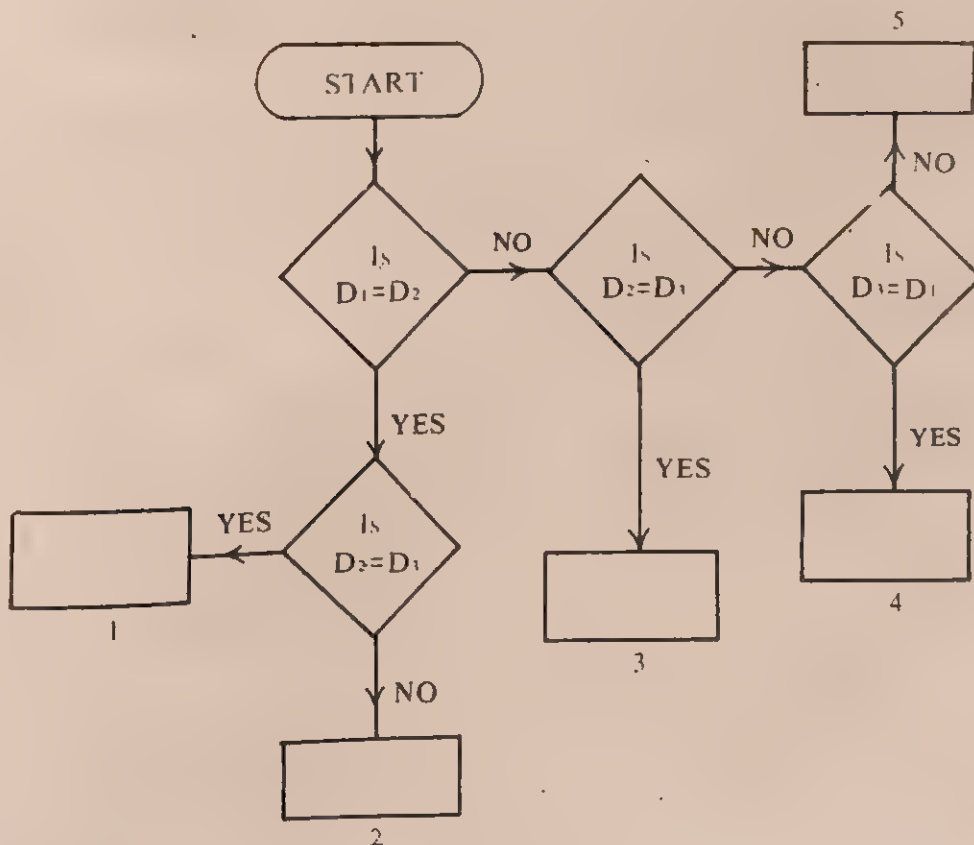 5
START
NO
Is
D₁=D₂
NO
Is
D₂=D₃
NO
Is
D₃=D₁
YES
YES
YES
YES
Is
D₂=D₃
1
3
4
NO
2